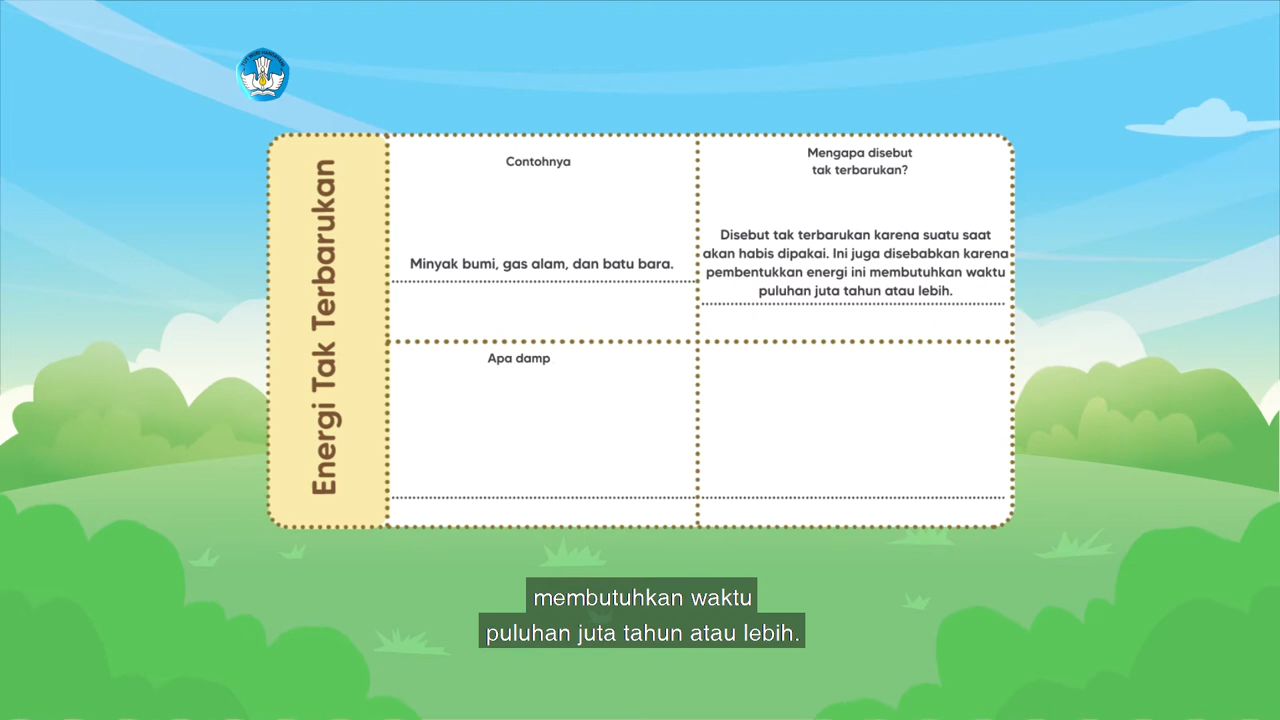 Energi Tak Terbarukan
Contohnya
Minyak bumi, gas alam, dan batu bara.
Mengapa disebut
tak terbarukan?
Disebut tak terbarukan karena suatu saat
akan habis dipakai. Ini juga disebabkan karena
pembentukkan energi ini membutuhkan waktu
puluhan juta tahun atau lebih.
Apa damp
membutuhkan waktu
puluhan juta tahun atau lebih.